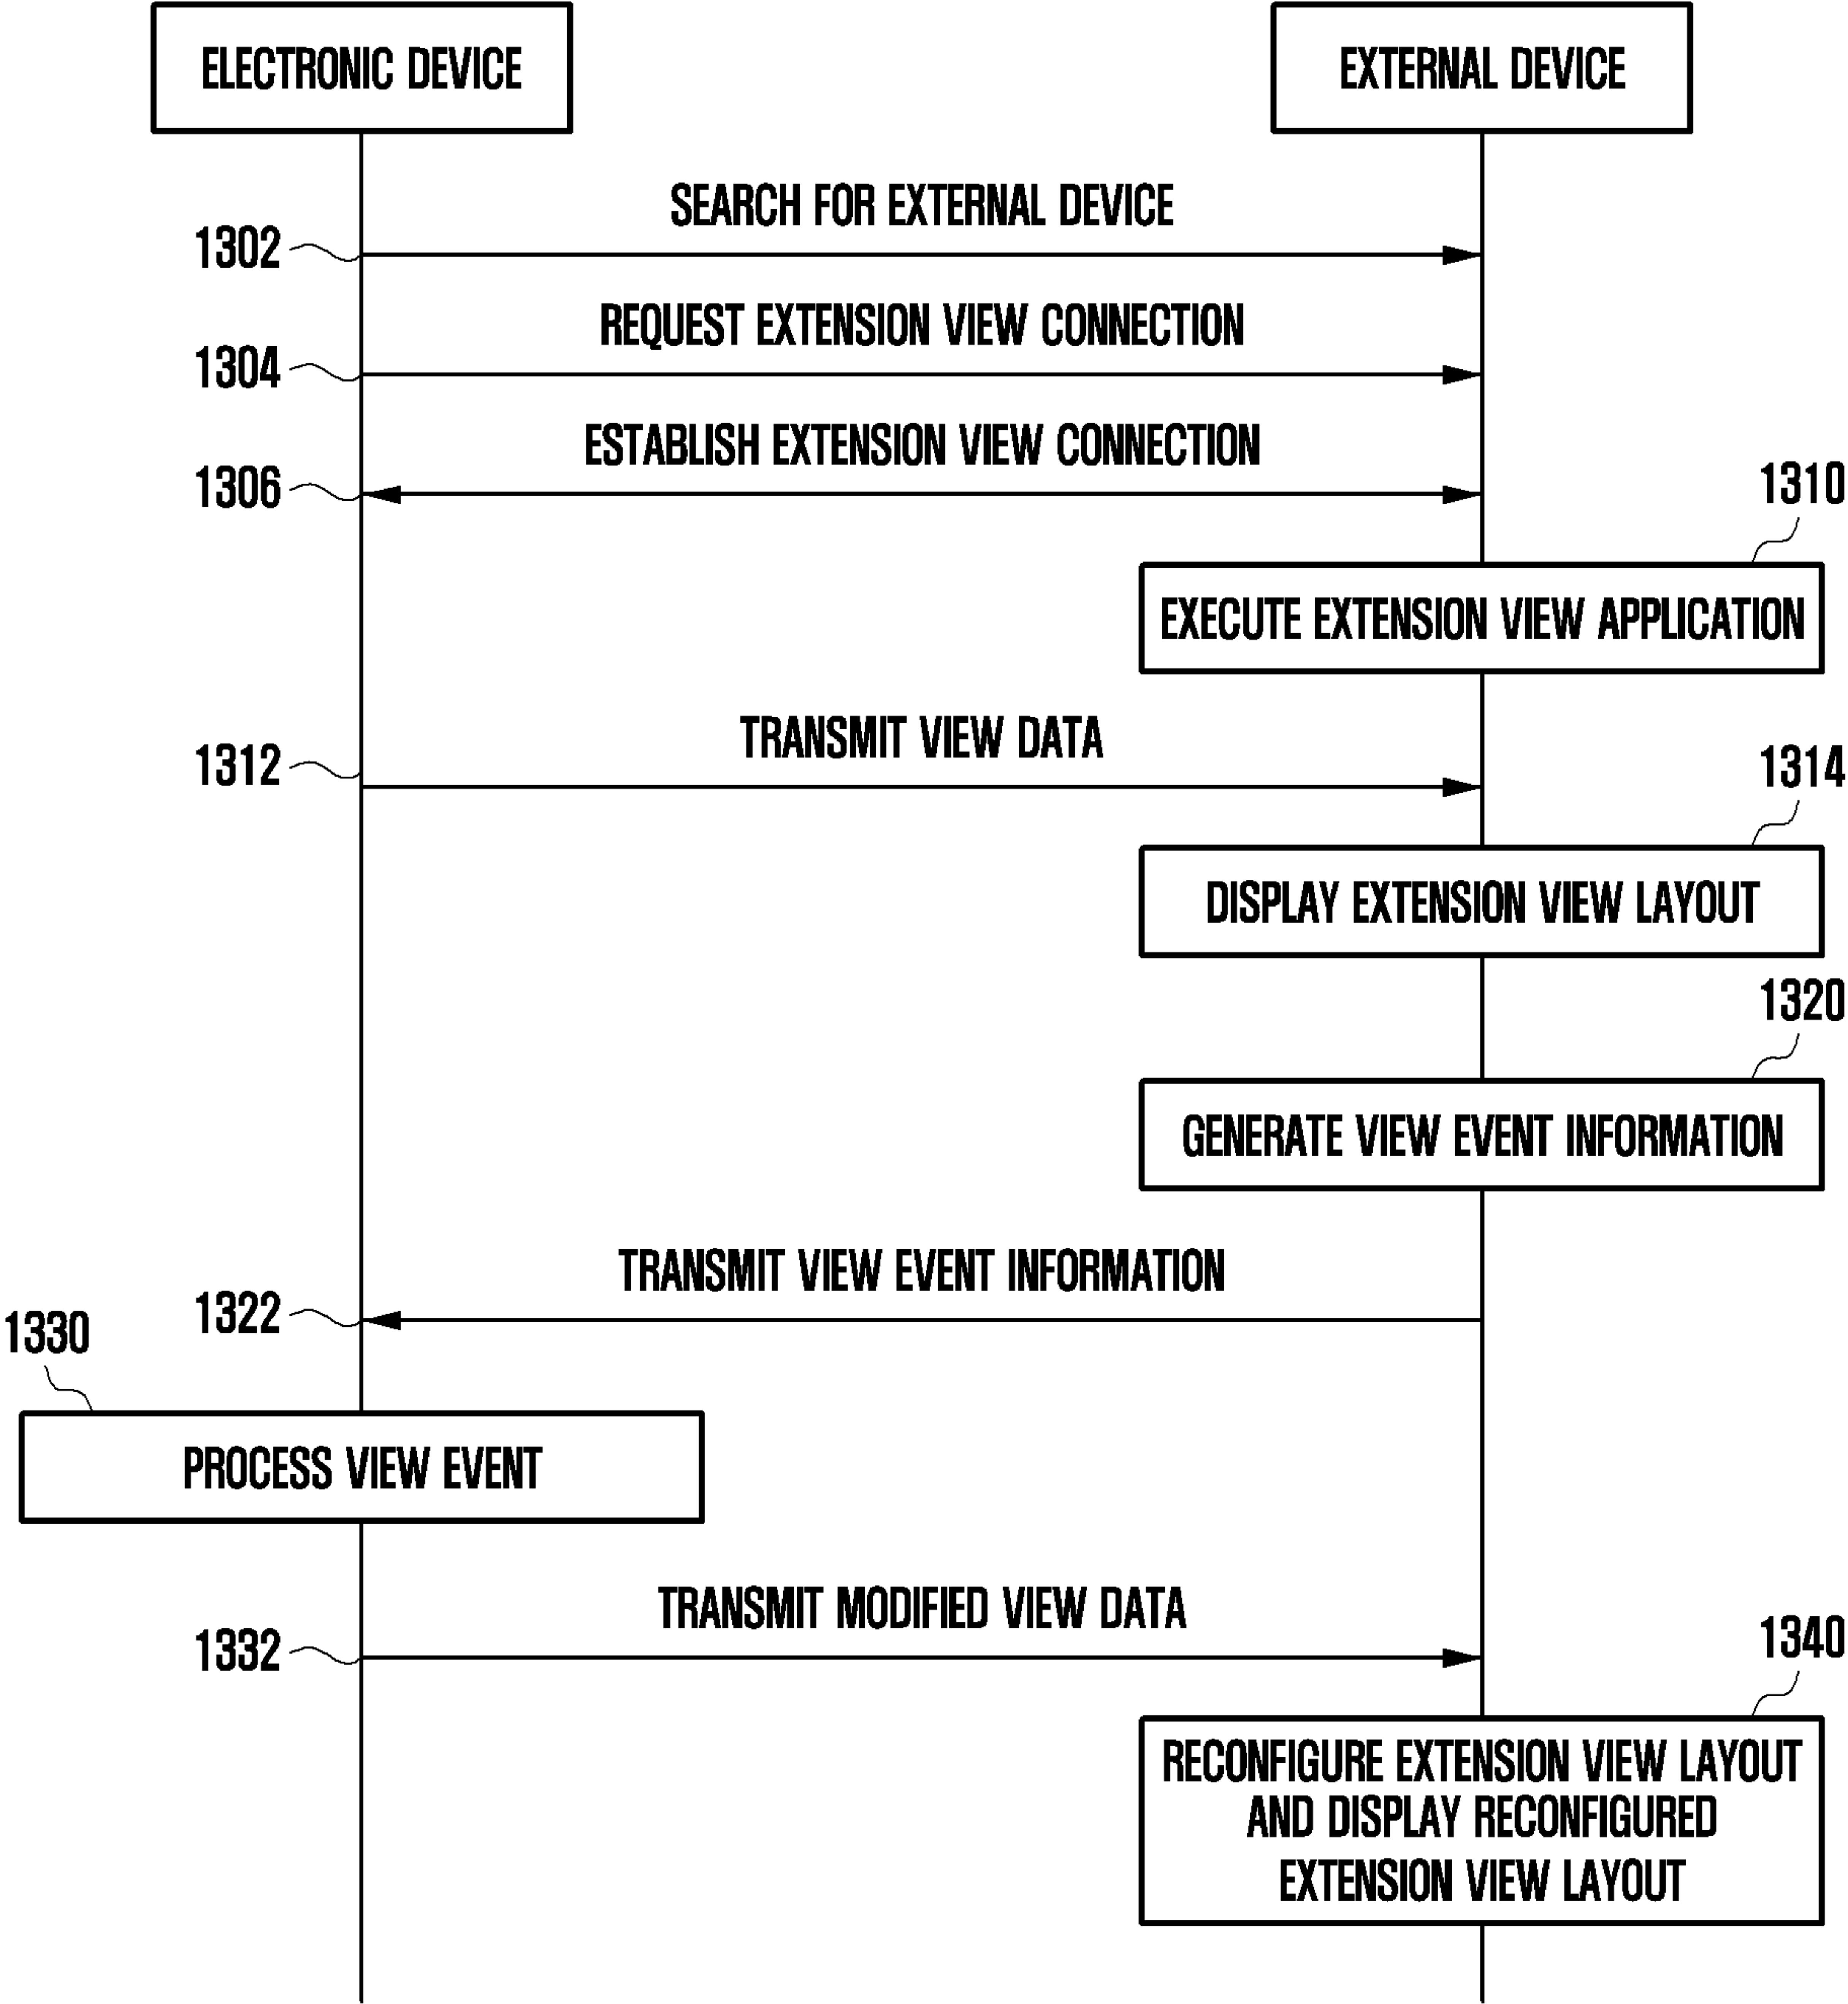 ELECTRONIC DEVICE
EXTERNAL DEVICE
SEARCH FOR EXTERNAL DEVICE
1302
REQUEST EXTENSION VIEW CONNECTION
1304
ESTABLISH EXTENSION VIEW CONNECTION
1306
1310
EXECUTE EXTENSION VIEW APPLICATION
TRANSMIT VIEW DATA
1312
1314
DISPLAY EXTENSION VIEW LAYOUT
1320
GENERATE VIEW EVENT INFORMATION
TRANSMIT VIEW EVENT INFORMATION
1322
1330
PROCESS VIEW EVENT
TRANSMIT MODIFIED VIEW DATA
1332
1340
RECONFIGURE EXTENSION VIEW LAYOUT
AND DISPLAY RECONFIGURED
EXTENSION VIEW LAYOUT